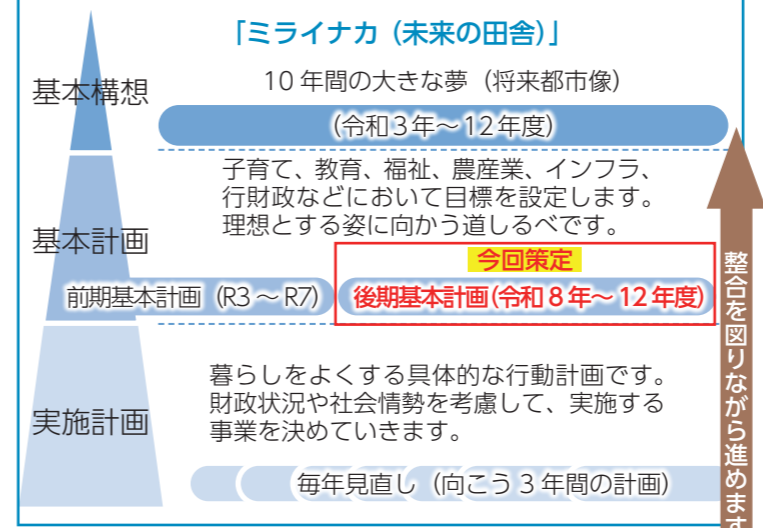 「ミライナカ（未来の田舎）」
基本構想
10年間の大きな夢（将来都市像）
（令和3年～12年度）
子育て、教育、福祉、農産業、インフラ、
行財政などにおいて目標を設定します。
理想とする姿に向かう道しるべです。
基本計画
今回策定
前期基本計画（R3～R7）
後期基本計画（令和8年～12年度）
暮らしをよくする具体的な行動計画です。
財政状況や社会情勢を考慮して、実施する
事業を決めていきます。
実施計画
毎年見直し（向こう3年間の計画）
整合を図りながら進めます